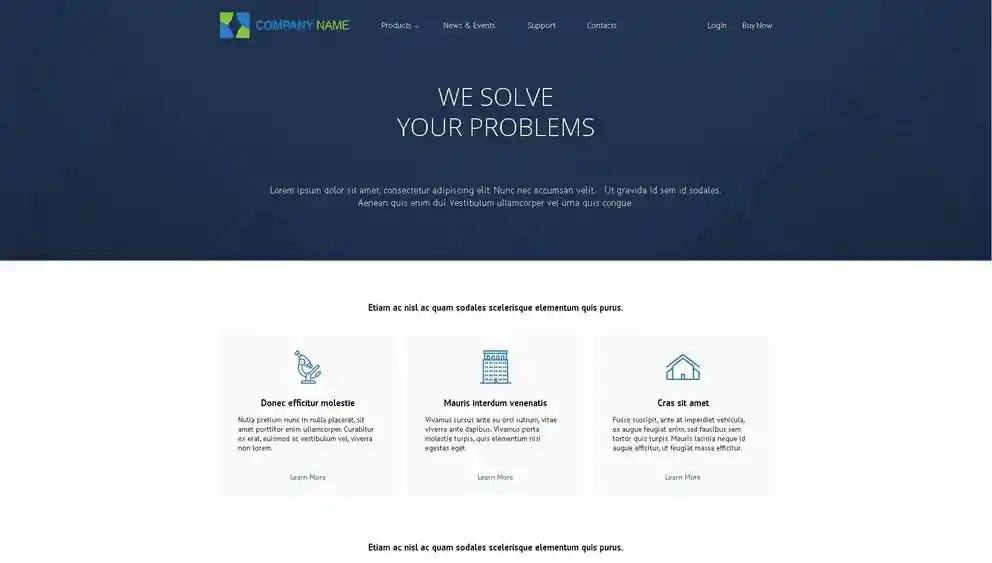 COMPANY NAME
Products
News & Events
Support
Contacts
LogIn
Buy Now
WE SOLVE
YOUR PROBLEMS
Lorem ipsum dolor sit amet, consectetur adipiscing elit. Nunc nec accumsan velit. Ut gravida id sem id sodales.
Aenean quis enim dui. Vestibulum ullamcorper vel urna quis congue.
Etiam ac nisl ac quam sodales scelerisque elementum quis purus.
Donec efficitur molestie
Nulla pretium nunc in nulla placerat, sit
amet porttitor enim ullamcorper. Curabitur
ex erat, euismod ac vestibulum vel, viverra
non lorem.
Learn More
Mauris interdum venenatis
Vivamus cursus ante eu orci rutrum, vitae
viverra ante dapibus. Vivamus porta
molestie turpis, quis elementum nisi
egestas eget.
Learn More
Cras sit amet
Fusce suscipit, ante at imperdiet vehicula,
ex augue feugiat enim, sed faucibus sem
tortor quis turpis. Mauris lacinia neque id
augue efficitur, ut feugiat massa efficitur.
Learn More
Etiam ac nisl ac quam sodales scelerisque elementum quis purus.